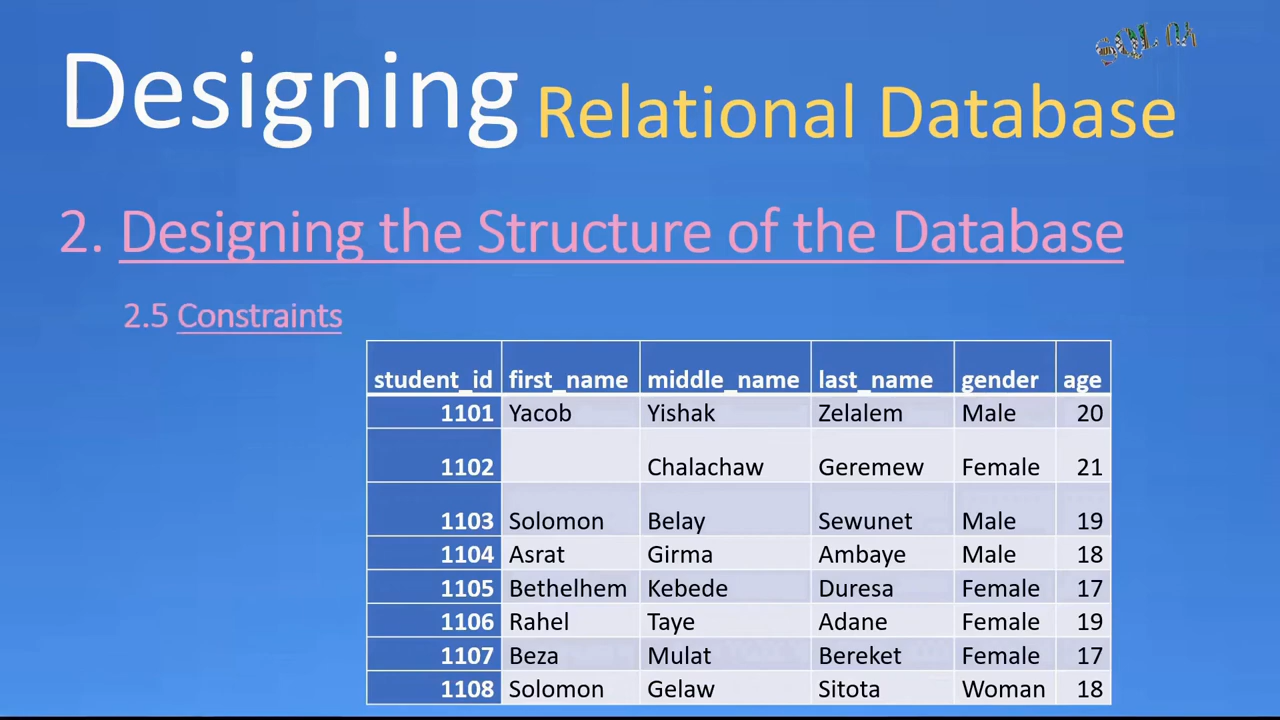 Designing Relational Database
2. Designing the Structure of the Database
2.5 Constraints
student_id first_name middle_name last_name gender age
1101 Yacob Yishak Zelalem Male 20
1102 Chalachaw Geremew Female 21
1103 Solomon Belay Sewunet Male 19
1104 Asrat Girma Ambaye Male 18
1105 Bethelhem Kebede Duresa Female 17
1106 Rahel Taye Adane Female 19
1107 Beza Mulat Bereket Female 17
1108 Solomon Gelaw Sitota Woman 18